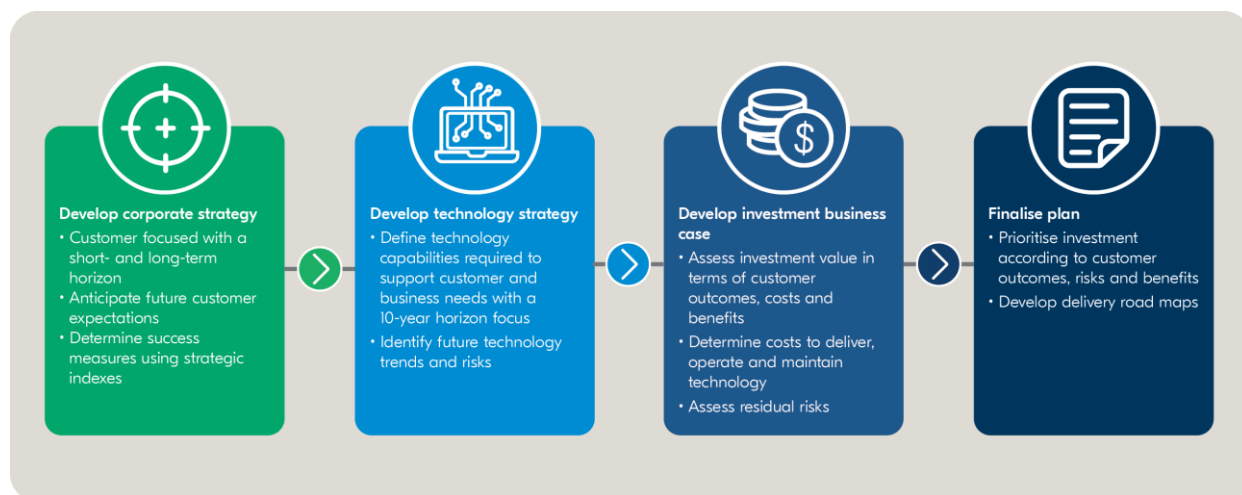 $
Develop corporate strategy
• Customer focused with a
short- and long-term
horizon
• Anticipate future customer
expectations
• Determine success
measures using strategic
indexes
Develop technology strategy
• Define technology
capabilities required to
support customer and
business needs with a
10-year horizon focus
• Identify future technology
trends and risks
Develop investment business
case
• Assess investment value in
terms of customer
outcomes, costs and
benefits
• Determine costs to deliver,
operate and maintain
technology
• Assess residual risks
Finalise plan
• Prioritise investment
according to customer
outcomes, risks and benefits
• Develop delivery road maps